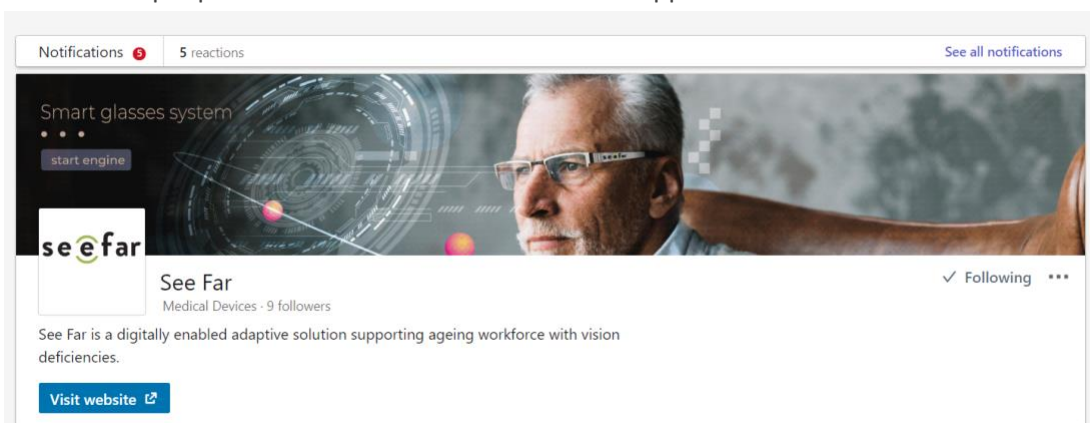 Notifications 5 5 reactions See all notifications
Smart glasses system
start engine
seefar
seefar
See Far
✓ Following
Medical Devices · 9 followers
See Far is a digitally enabled adaptive solution supporting ageing workforce with vision
deficiencies.
Visit website